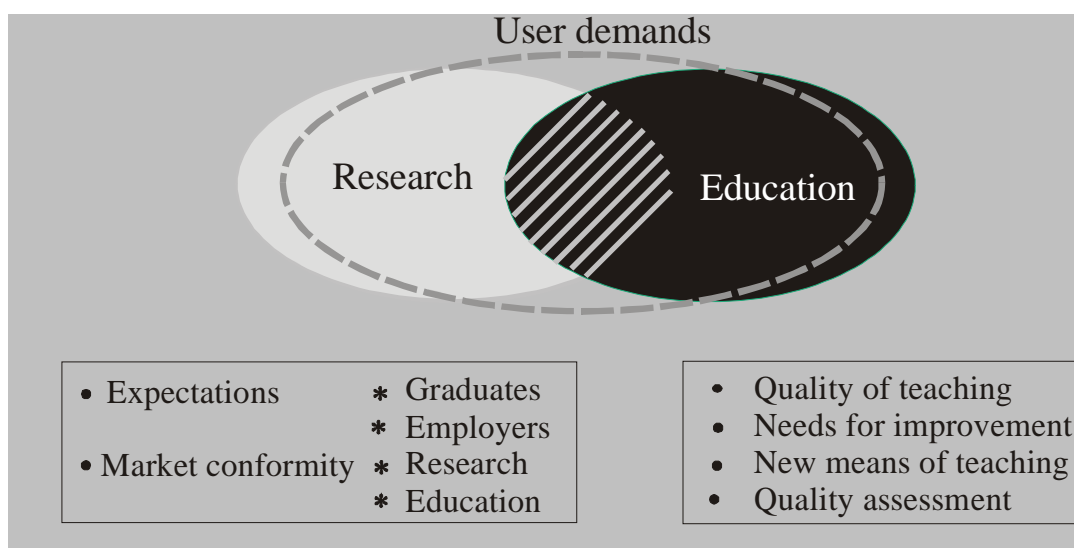 User demands
Research
Education
• Expectations
• Market conformity
* Graduates
* Employers
* Research
* Education
• Quality of teaching
• Needs for improvement
• New means of teaching
• Quality assessment